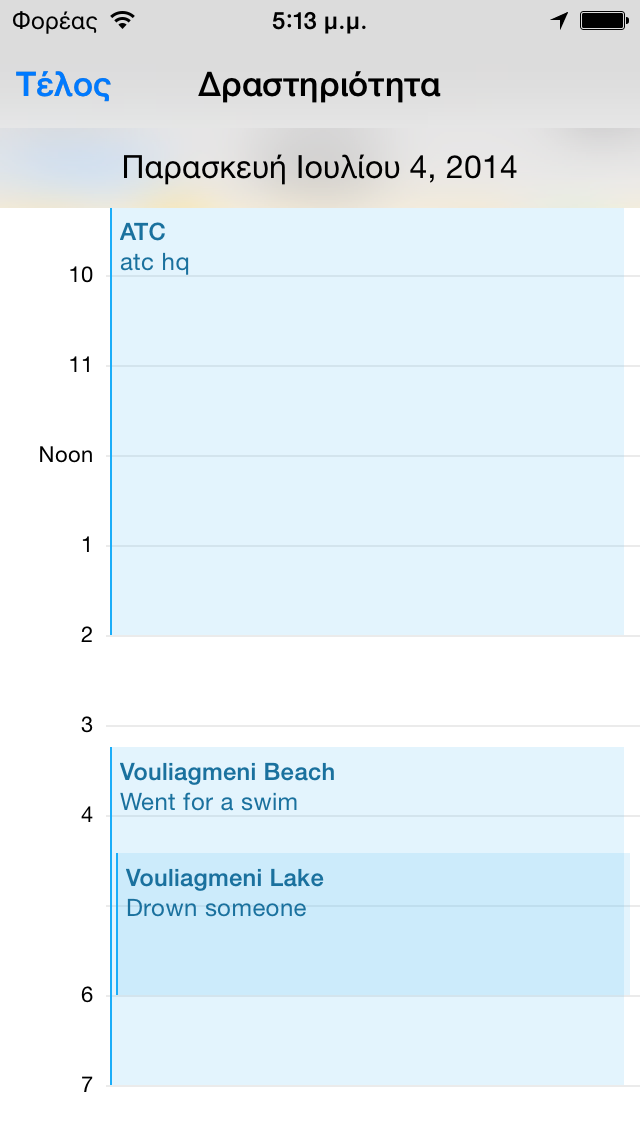 Φορέας 5:13 μ.μ.
Τέλος Δραστηριότητα
Παρασκευή Ιουλίου 4, 2014
ATC
atc hq
10
11
Noon
1
2
3
Vouliagmeni Beach
Went for a swim
4
Vouliagmeni Lake
Drown someone
6
7